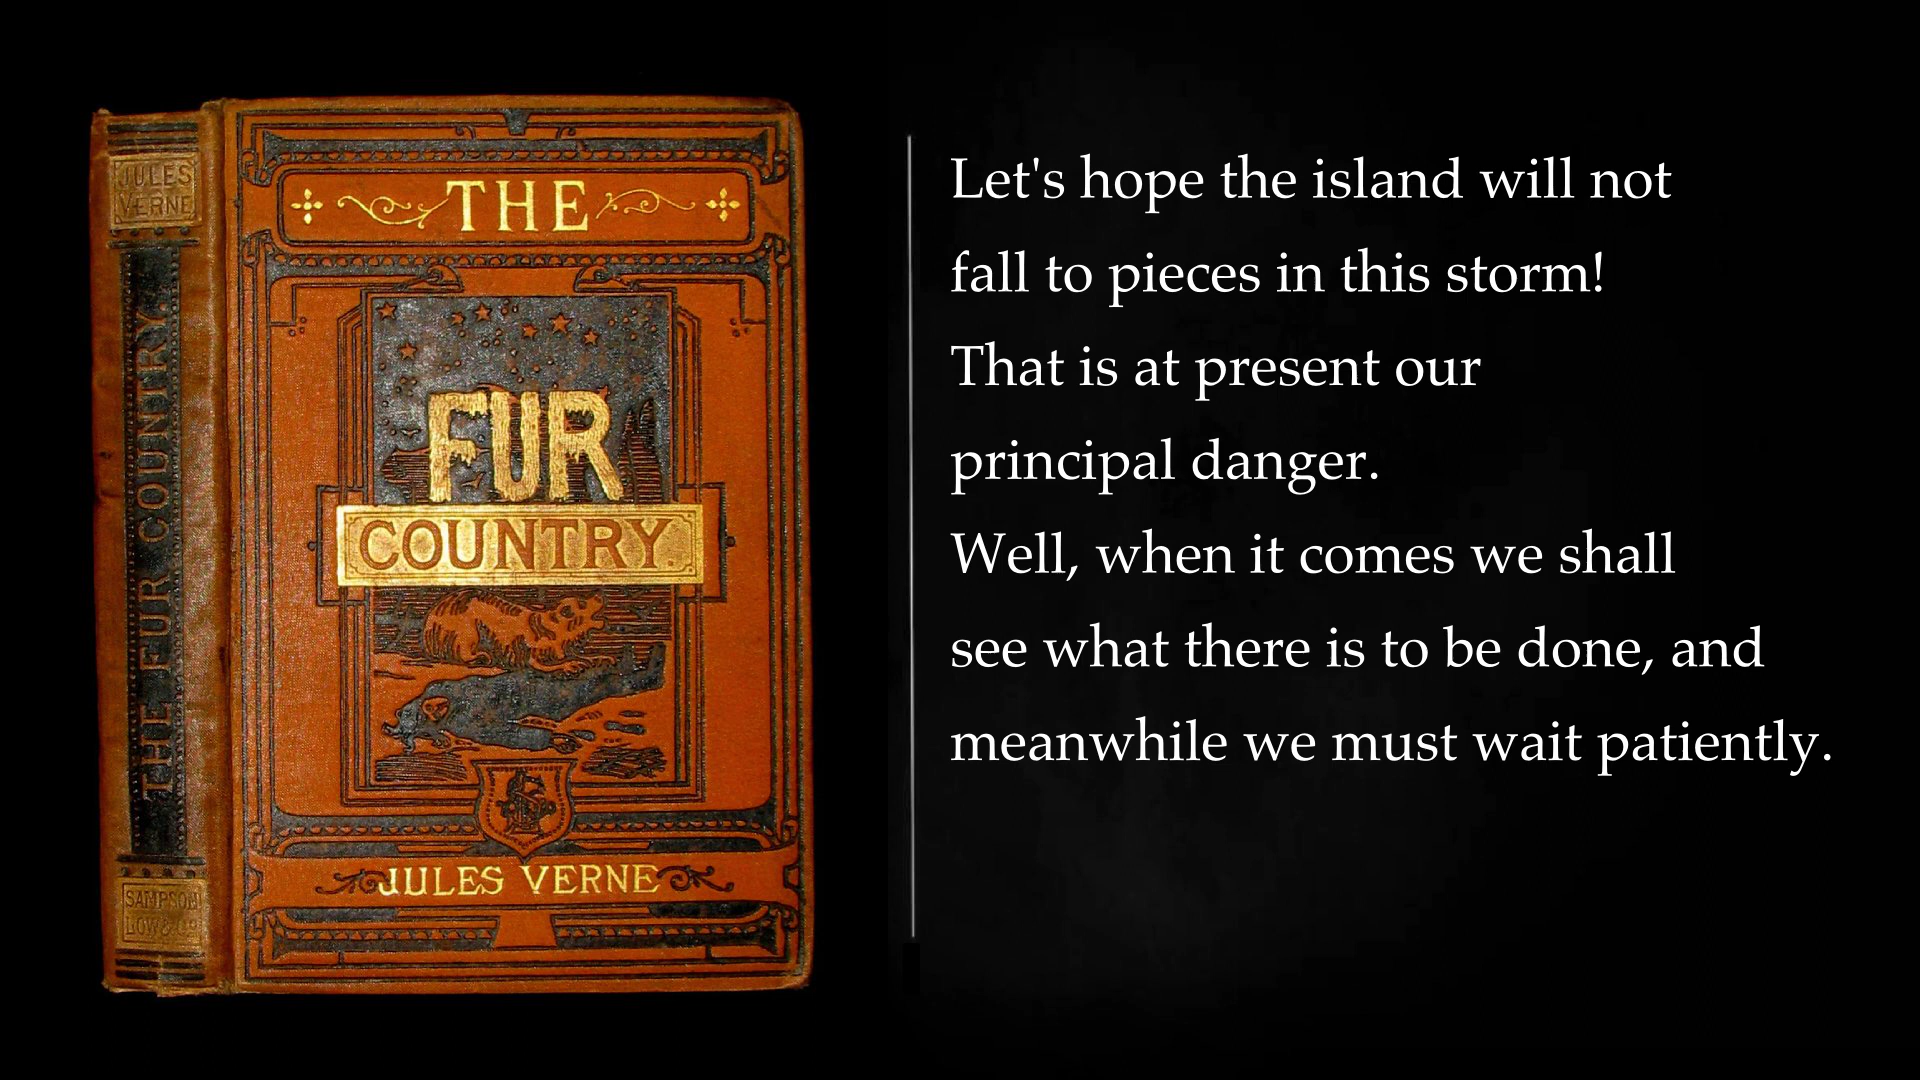 JULES
VERNE
THE FUR COUNTRY.
SAMPSON
LOW & Co
THE
FUR
COUNTRY.
JULES VERNE
Let's hope the island will not
fall to pieces in this storm!
That is at present our
principal danger.
Well, when it comes we shall
see what there is to be done, and
meanwhile we must wait patiently.